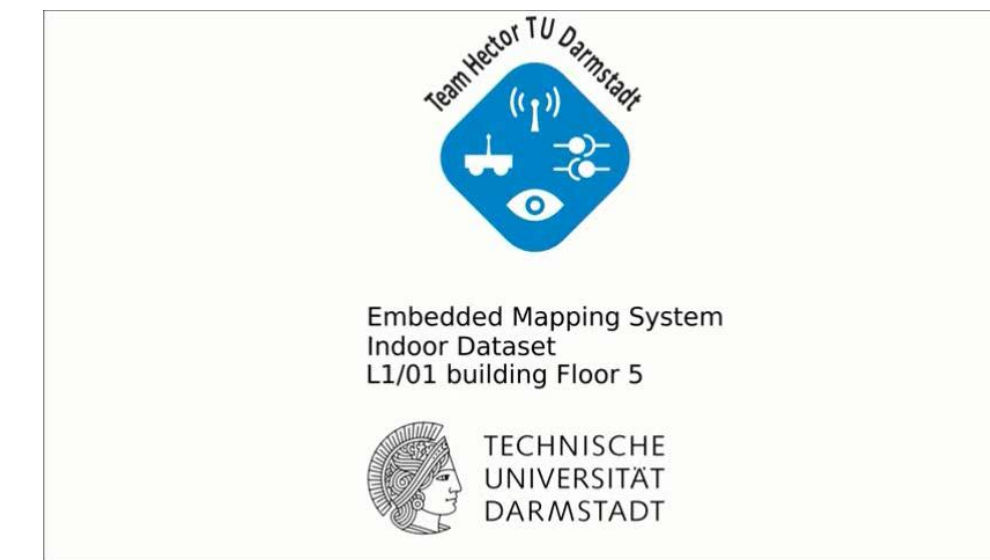 Team Hector TU Darmstadt
Embedded Mapping System
Indoor Dataset
L1/01 building Floor 5
TECHNISCHE
UNIVERSITÄT
DARMSTADT